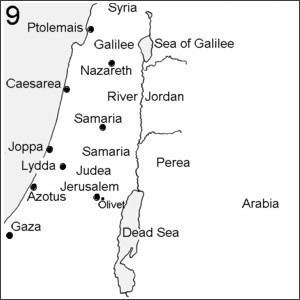 9
Syria
Ptolemais
Galilee
Sea of Galilee
Nazareth
Caesarea
River Jordan
Samaria
Joppa
Samaria
Lydda
Judea
Perea
Azotus
Jerusalem
Olivet
Arabia
Gaza
Dead Sea